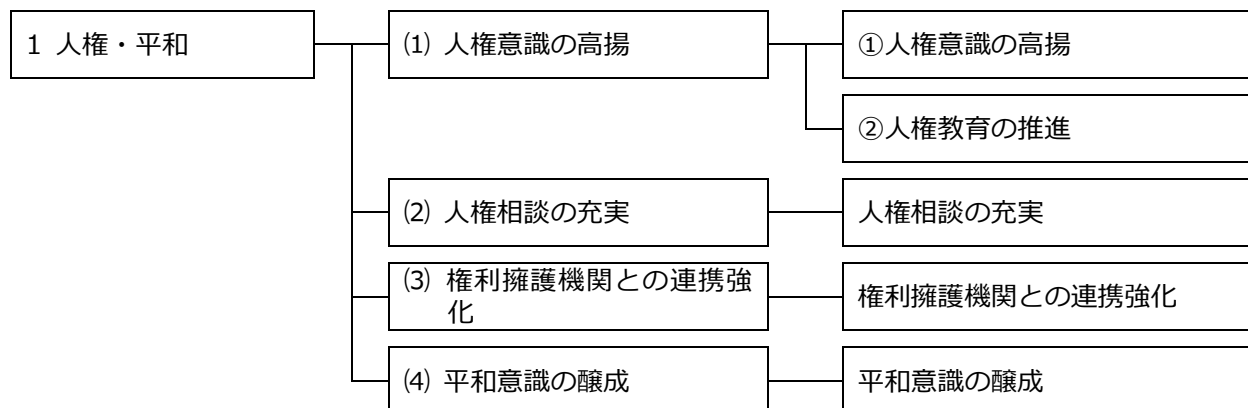 1 人権・平和
⑴ 人権意識の高揚
①人権意識の高揚
②人権教育の推進
⑵ 人権相談の充実
人権相談の充実
⑶ 権利擁護機関との連携強
化
権利擁護機関との連携強化
⑷ 平和意識の醸成
平和意識の醸成